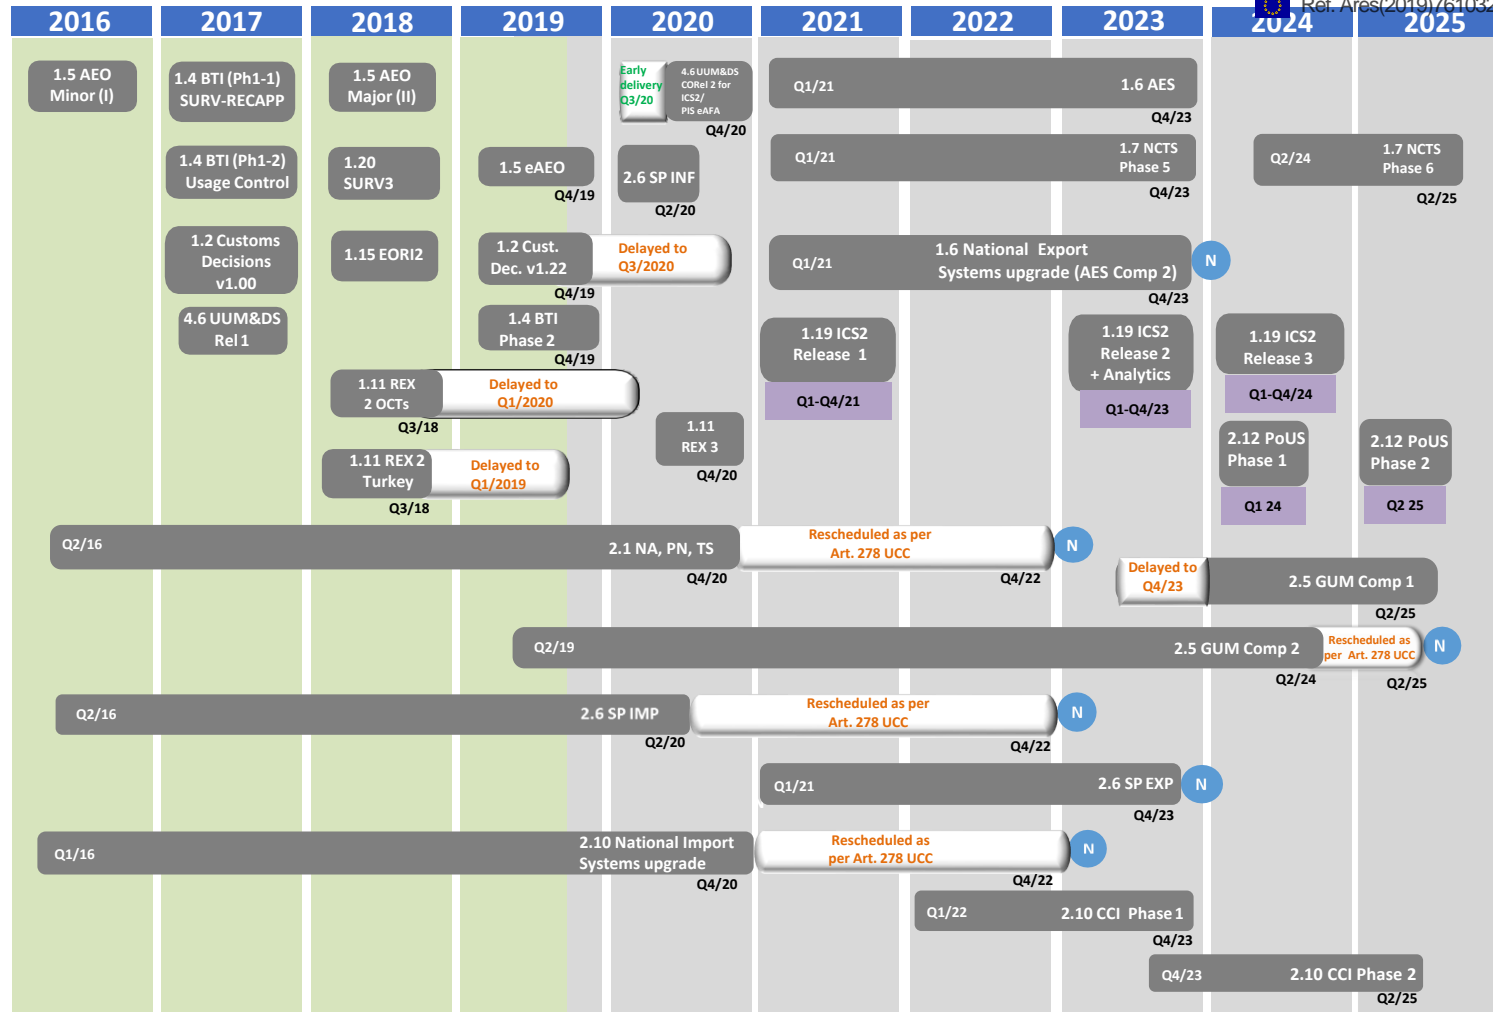 Ref. Ares(2019)761032
2016 2017 2018 2019 2020 2021 2022 2023 2024 2025
1.5 AEO
Minor (I)
1.4 BTI (Ph1-1)
SURV-RECAPP
1.5 AEO
Major (II)
Early
delivery
Q3/20
4.6 UUM&DS
CORel 2 for
ICS2/
PIS eAFA
Q4/20
Q1/21
1.6 AES
Q4/23
1.4 BTI (Ph1-2)
Usage Control
1.20
SURV3
1.5 eAEO
Q4/19
2.6 SP INF
Q2/20
Q1/21
1.7 NCTS
Phase 5
Q4/23
Q2/24
1.7 NCTS
Phase 6
Q2/25
1.2 Customs
Decisions
v1.00
1.15 EORI2
1.2 Cust.
Dec. v1.22
Q4/19
Delayed to
Q3/2020
Q1/21
1.6 National Export
Systems upgrade (AES Comp 2)
Q4/23
N
4.6 UUM&DS
Rel 1
1.4 BTI
Phase 2
Q4/19
1.19 ICS2
Release 1
Q1-Q4/21
1.19 ICS2
Release 2
+ Analytics
Q1-Q4/23
1.19 ICS2
Release 3
Q1-Q4/24
1.11 REX
2 OCTs
Q3/18
Delayed to
Q1/2020
1.11
REX 3
Q4/20
2.12 PoUS
Phase 1
Q1 24
2.12 PoUS
Phase 2
Q2 25
1.11 REX 2
Turkey
Q3/18
Delayed to
Q1/2019
Q2/16
2.1 NA, PN, TS
Q4/20
Rescheduled as per
Art. 278 UCC
Q4/22
N
Delayed to
Q4/23
2.5 GUM Comp 1
Q2/25
Q2/19
2.5 GUM Comp 2
Q2/24
Rescheduled as
per Art. 278 UCC
Q2/25
N
Q2/16
2.6 SP IMP
Q2/20
Rescheduled as per
Art. 278 UCC
Q4/22
N
Q1/21
2.6 SP EXP
Q4/23
N
Q1/16
2.10 National Import
Systems upgrade
Q4/20
Rescheduled as
per Art. 278 UCC
Q4/22
N
Q1/22
2.10 CCI Phase 1
Q4/23
Q4/23
2.10 CCI Phase 2
Q2/25